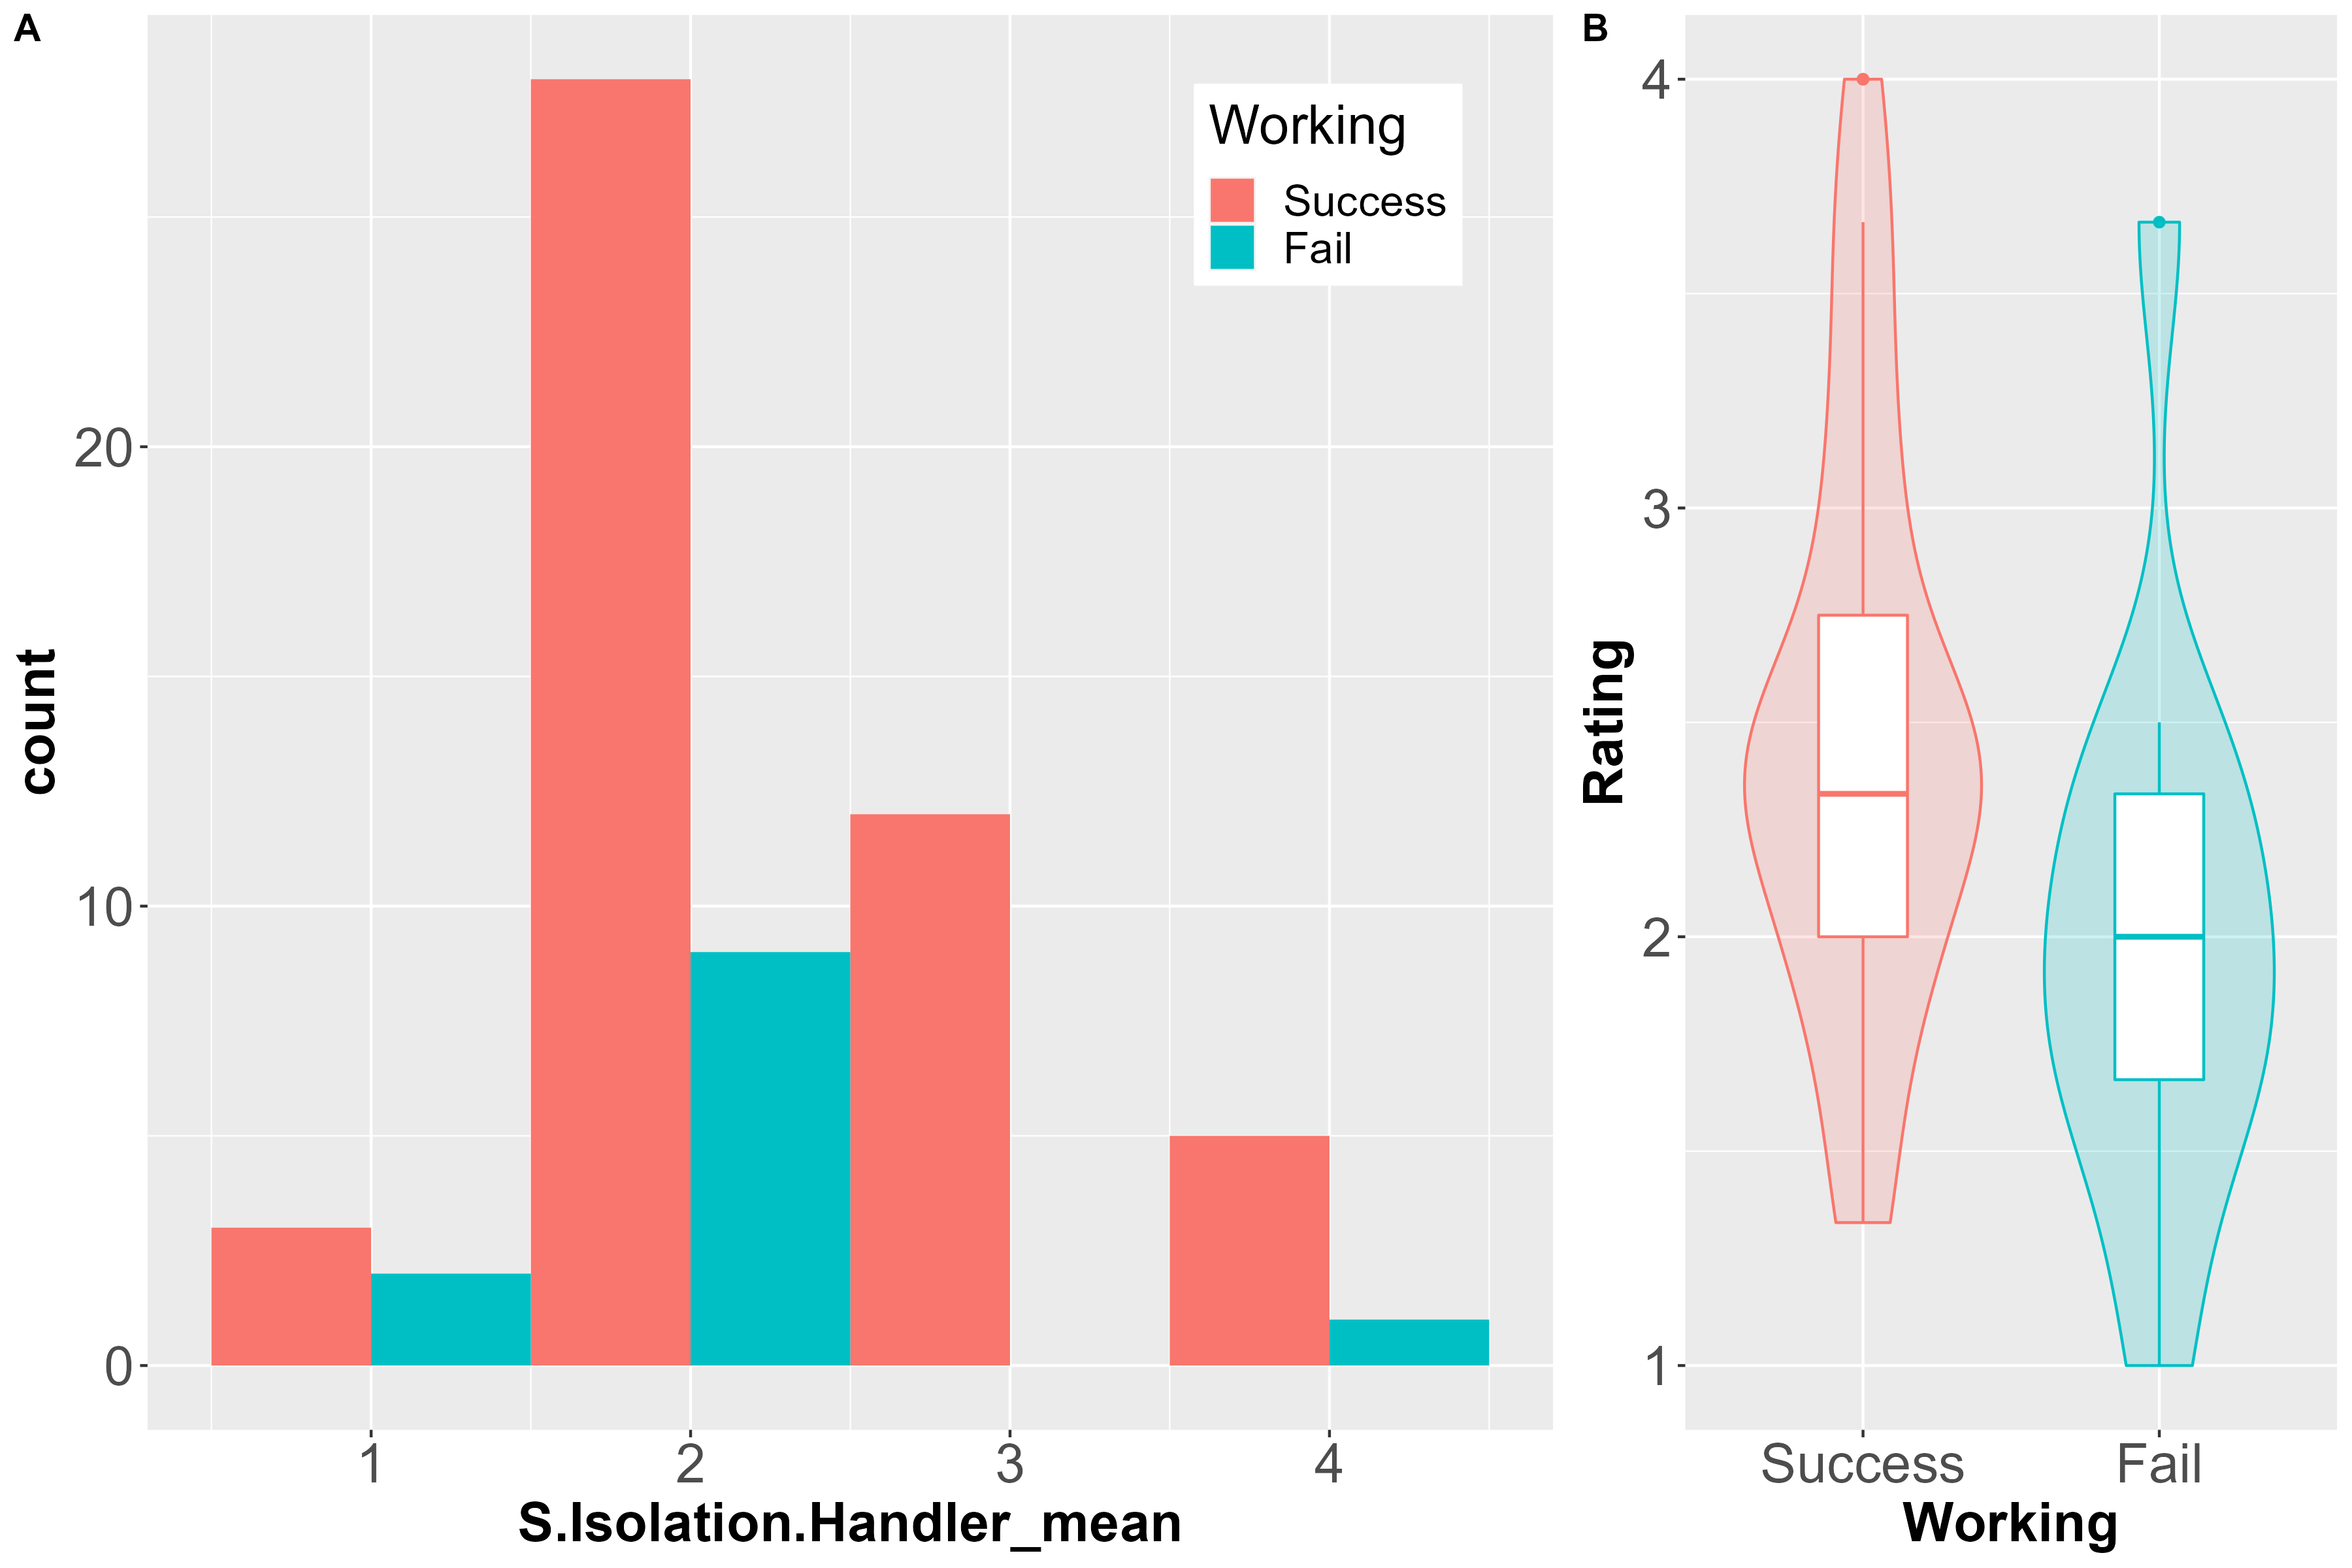 A
count
20
10
0
1 2 3 4
S.Isolation.Handler_mean
Working
Success
Fail
B
Rating
4
3
2
1
Success Fail
Working